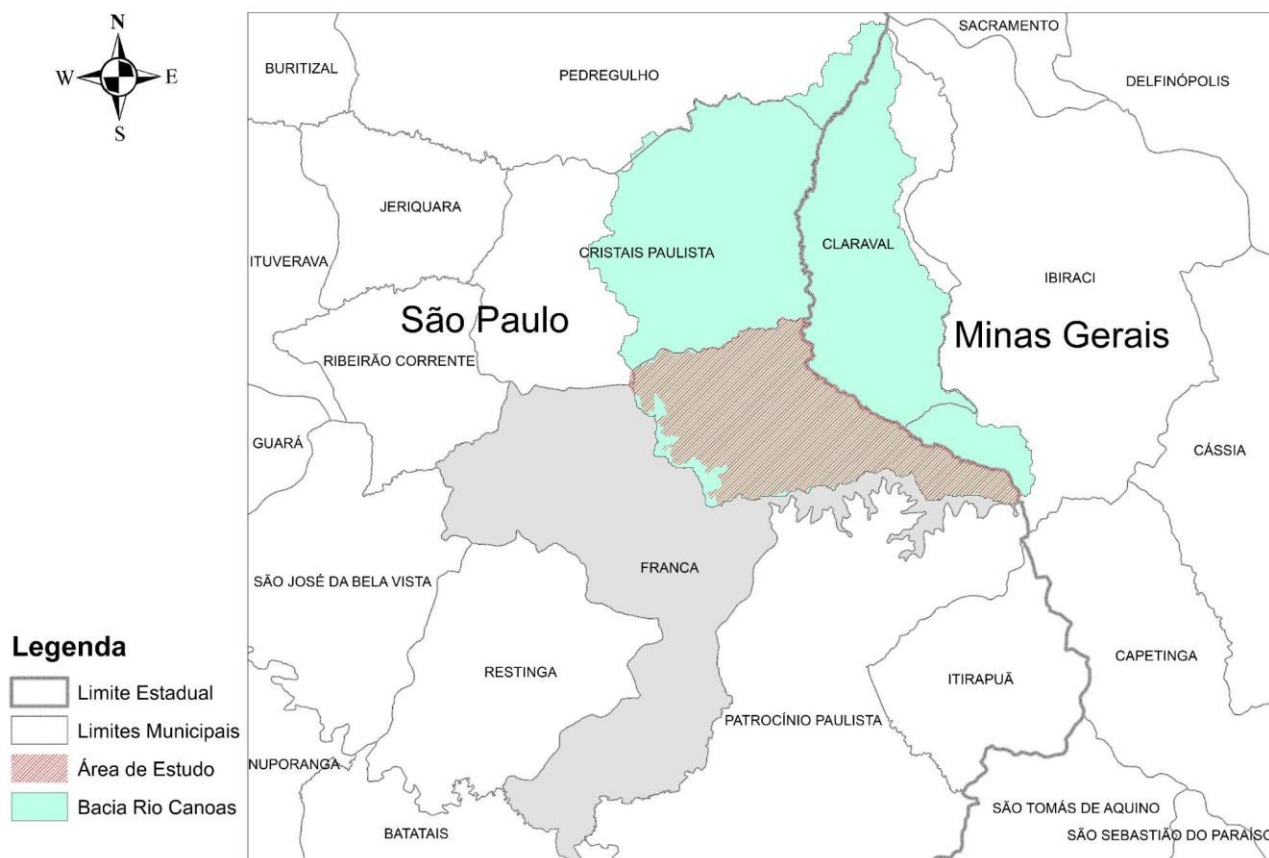 N
W
E
S
SACRAMENTO
BURITIZAL
PEDREGULHO
DELFINÓPOLIS
JERIQUARA
ITUVERAVA
CRISTAIS PAULISTA
CLARAVAL
IBIRACI
São Paulo
Minas Gerais
RIBEIRÃO CORRENTE
GUARÁ
CÁSSIA
FRANCA
SÃO JOSÉ DA BELA VISTA
CAPETINGA
RESTINGA
ITIRAPUÃ
PATROCÍNIO PAULISTA
NUPORANGA
SÃO TOMÁS DE AQUINO
BATATAIS
SÃO SEBASTIÃO DO PARAÍSO
Legenda
Limite Estadual
Limites Municipais
Área de Estudo
Bacia Rio Canoas